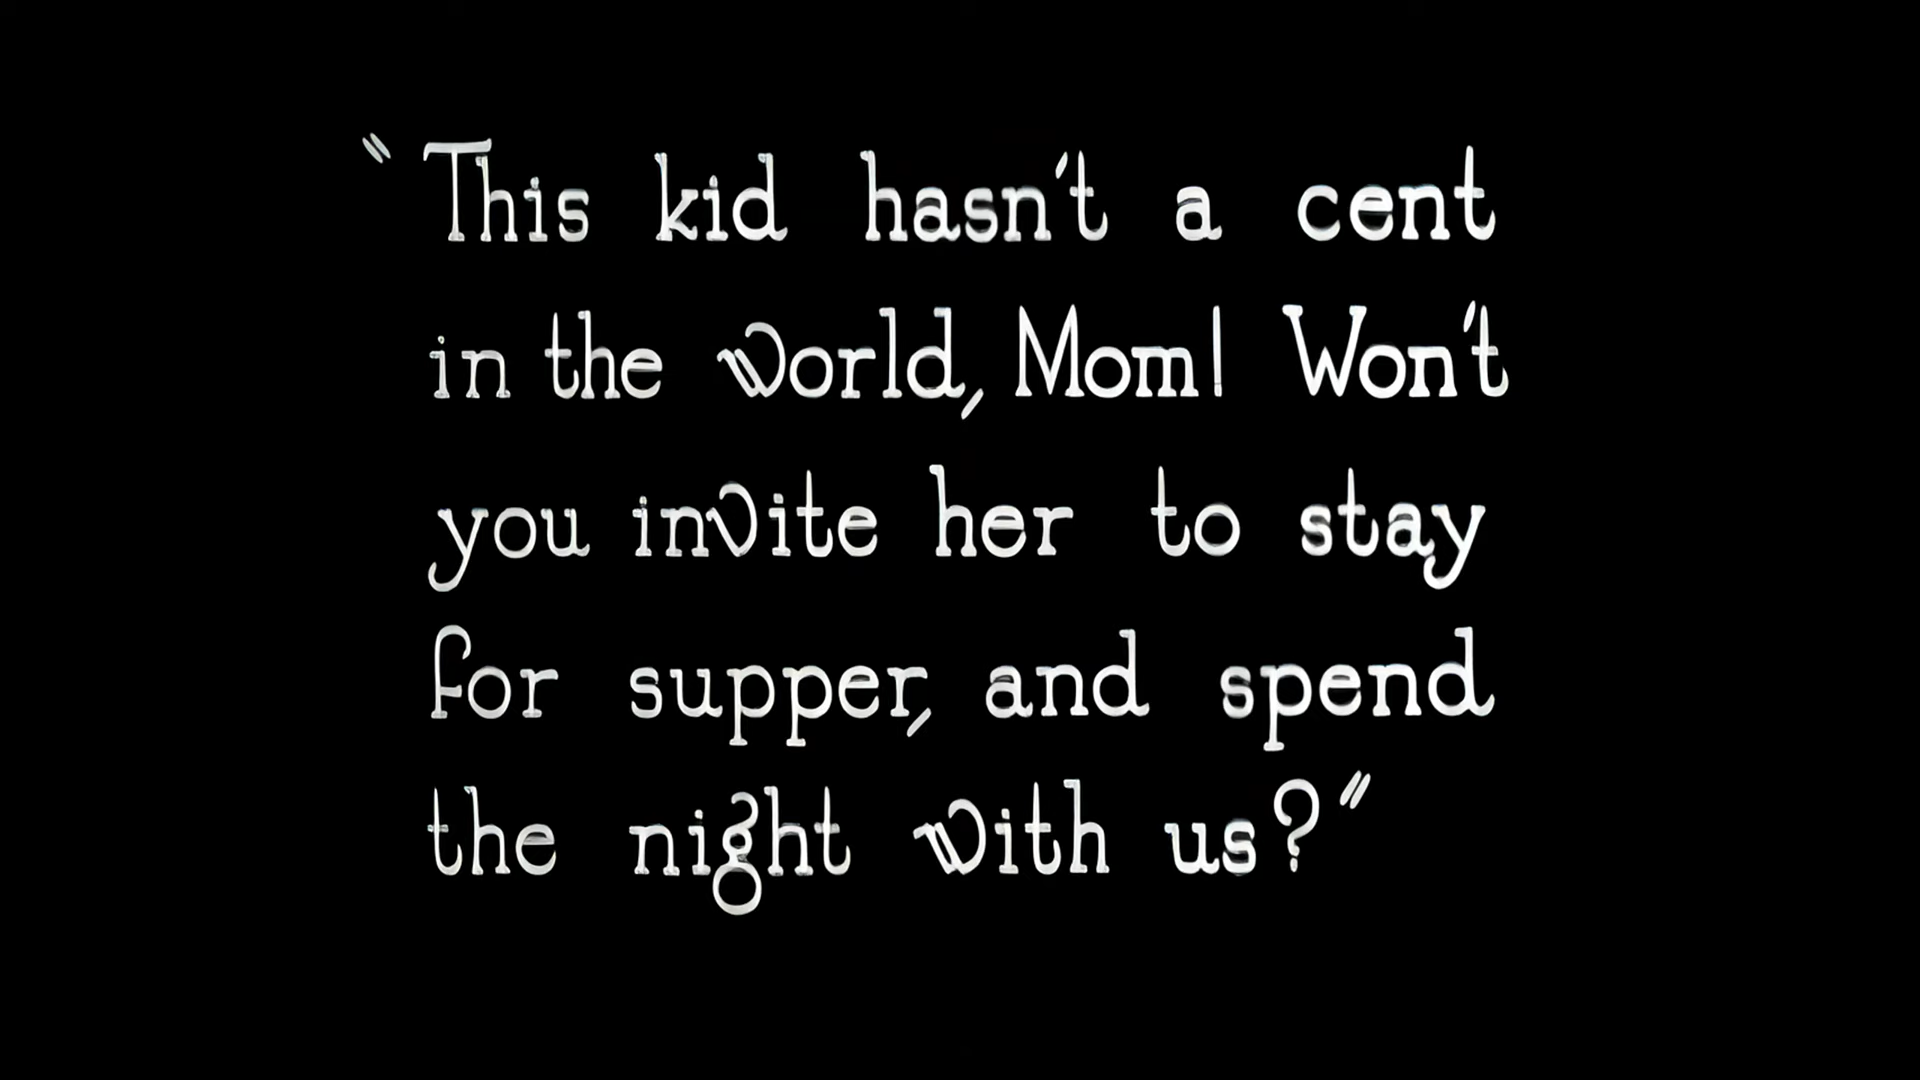 "This kid hasn't a cent
in the world, Mom! Won't
you invite her to stay
for supper, and spend
the night with us?"